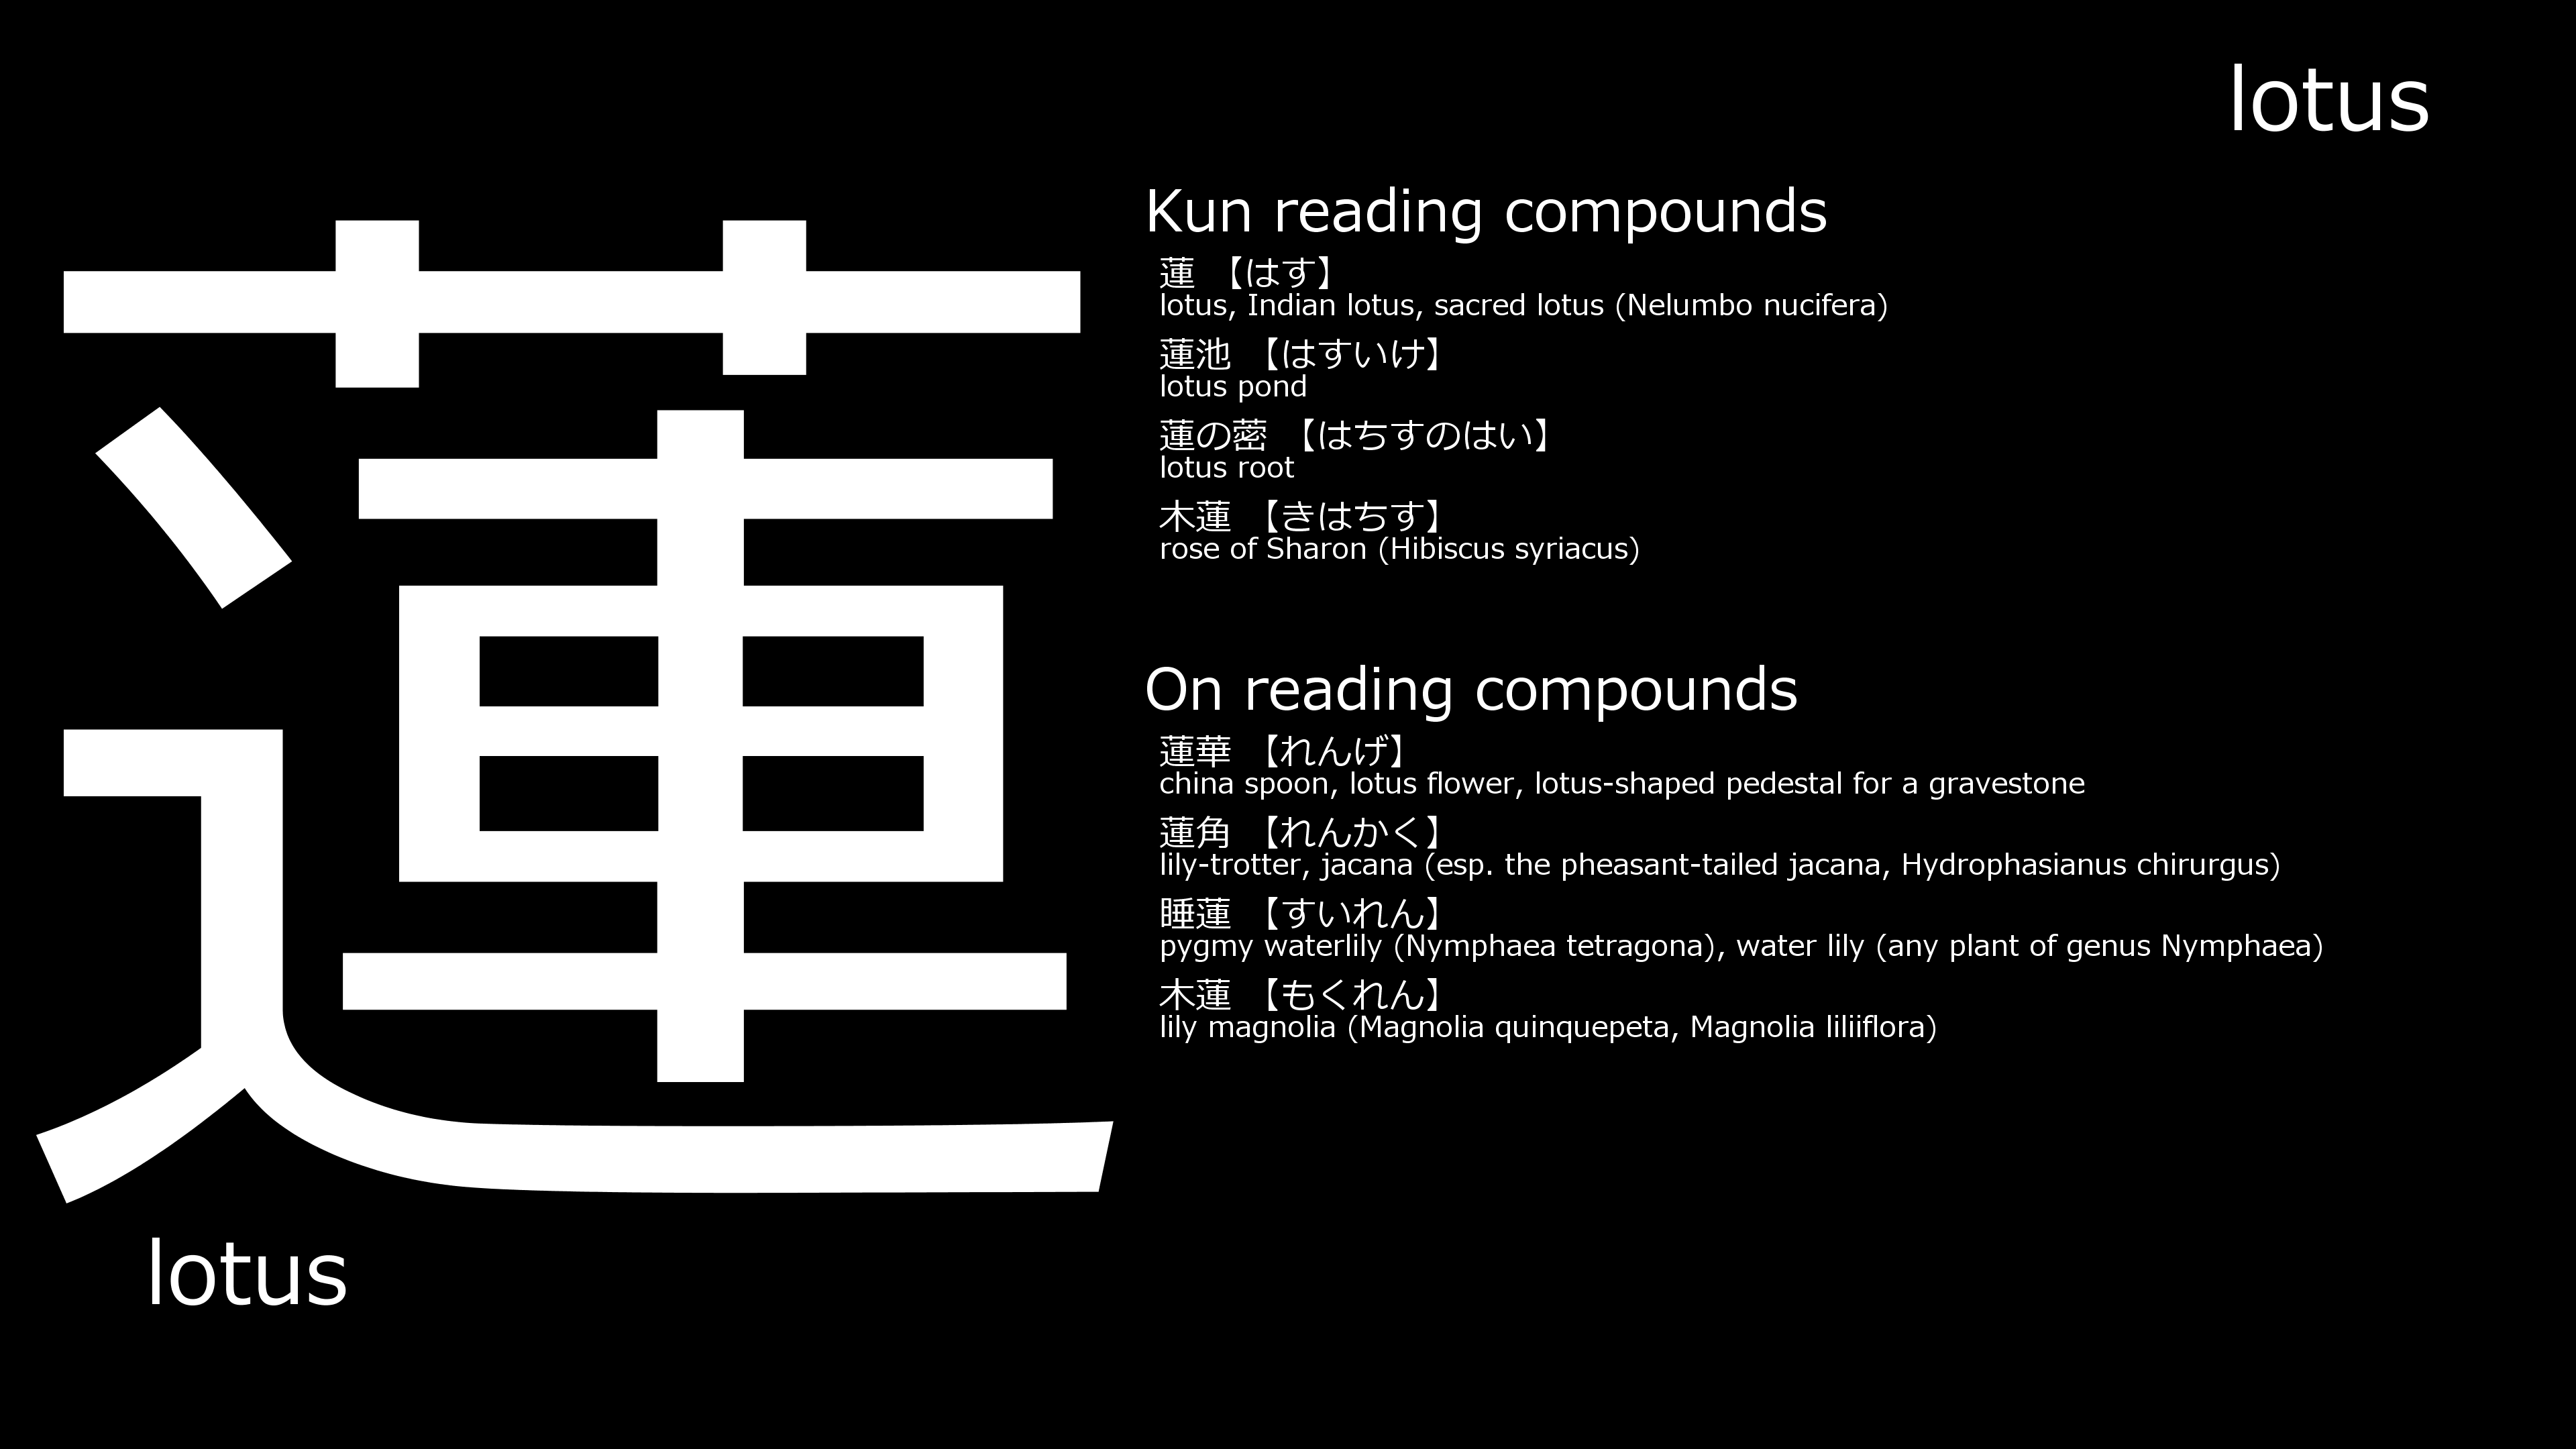 lotus
蓮
lotus
Kun reading compounds
蓮 【はす】
lotus, Indian lotus, sacred lotus (Nelumbo nucifera)
蓮池 【はすいけ】
lotus pond
蓮の蔤 【はちすのはい】
lotus root
木蓮 【きはちす】
rose of Sharon (Hibiscus syriacus)
On reading compounds
蓮華 【れんげ】
china spoon, lotus flower, lotus-shaped pedestal for a gravestone
蓮角 【れんかく】
lily-trotter, jacana (esp. the pheasant-tailed jacana, Hydrophasianus chirurgus)
睡蓮 【すいれん】
pygmy waterlily (Nymphaea tetragona), water lily (any plant of genus Nymphaea)
木蓮 【もくれん】
lily magnolia (Magnolia quinquepeta, Magnolia liliiflora)